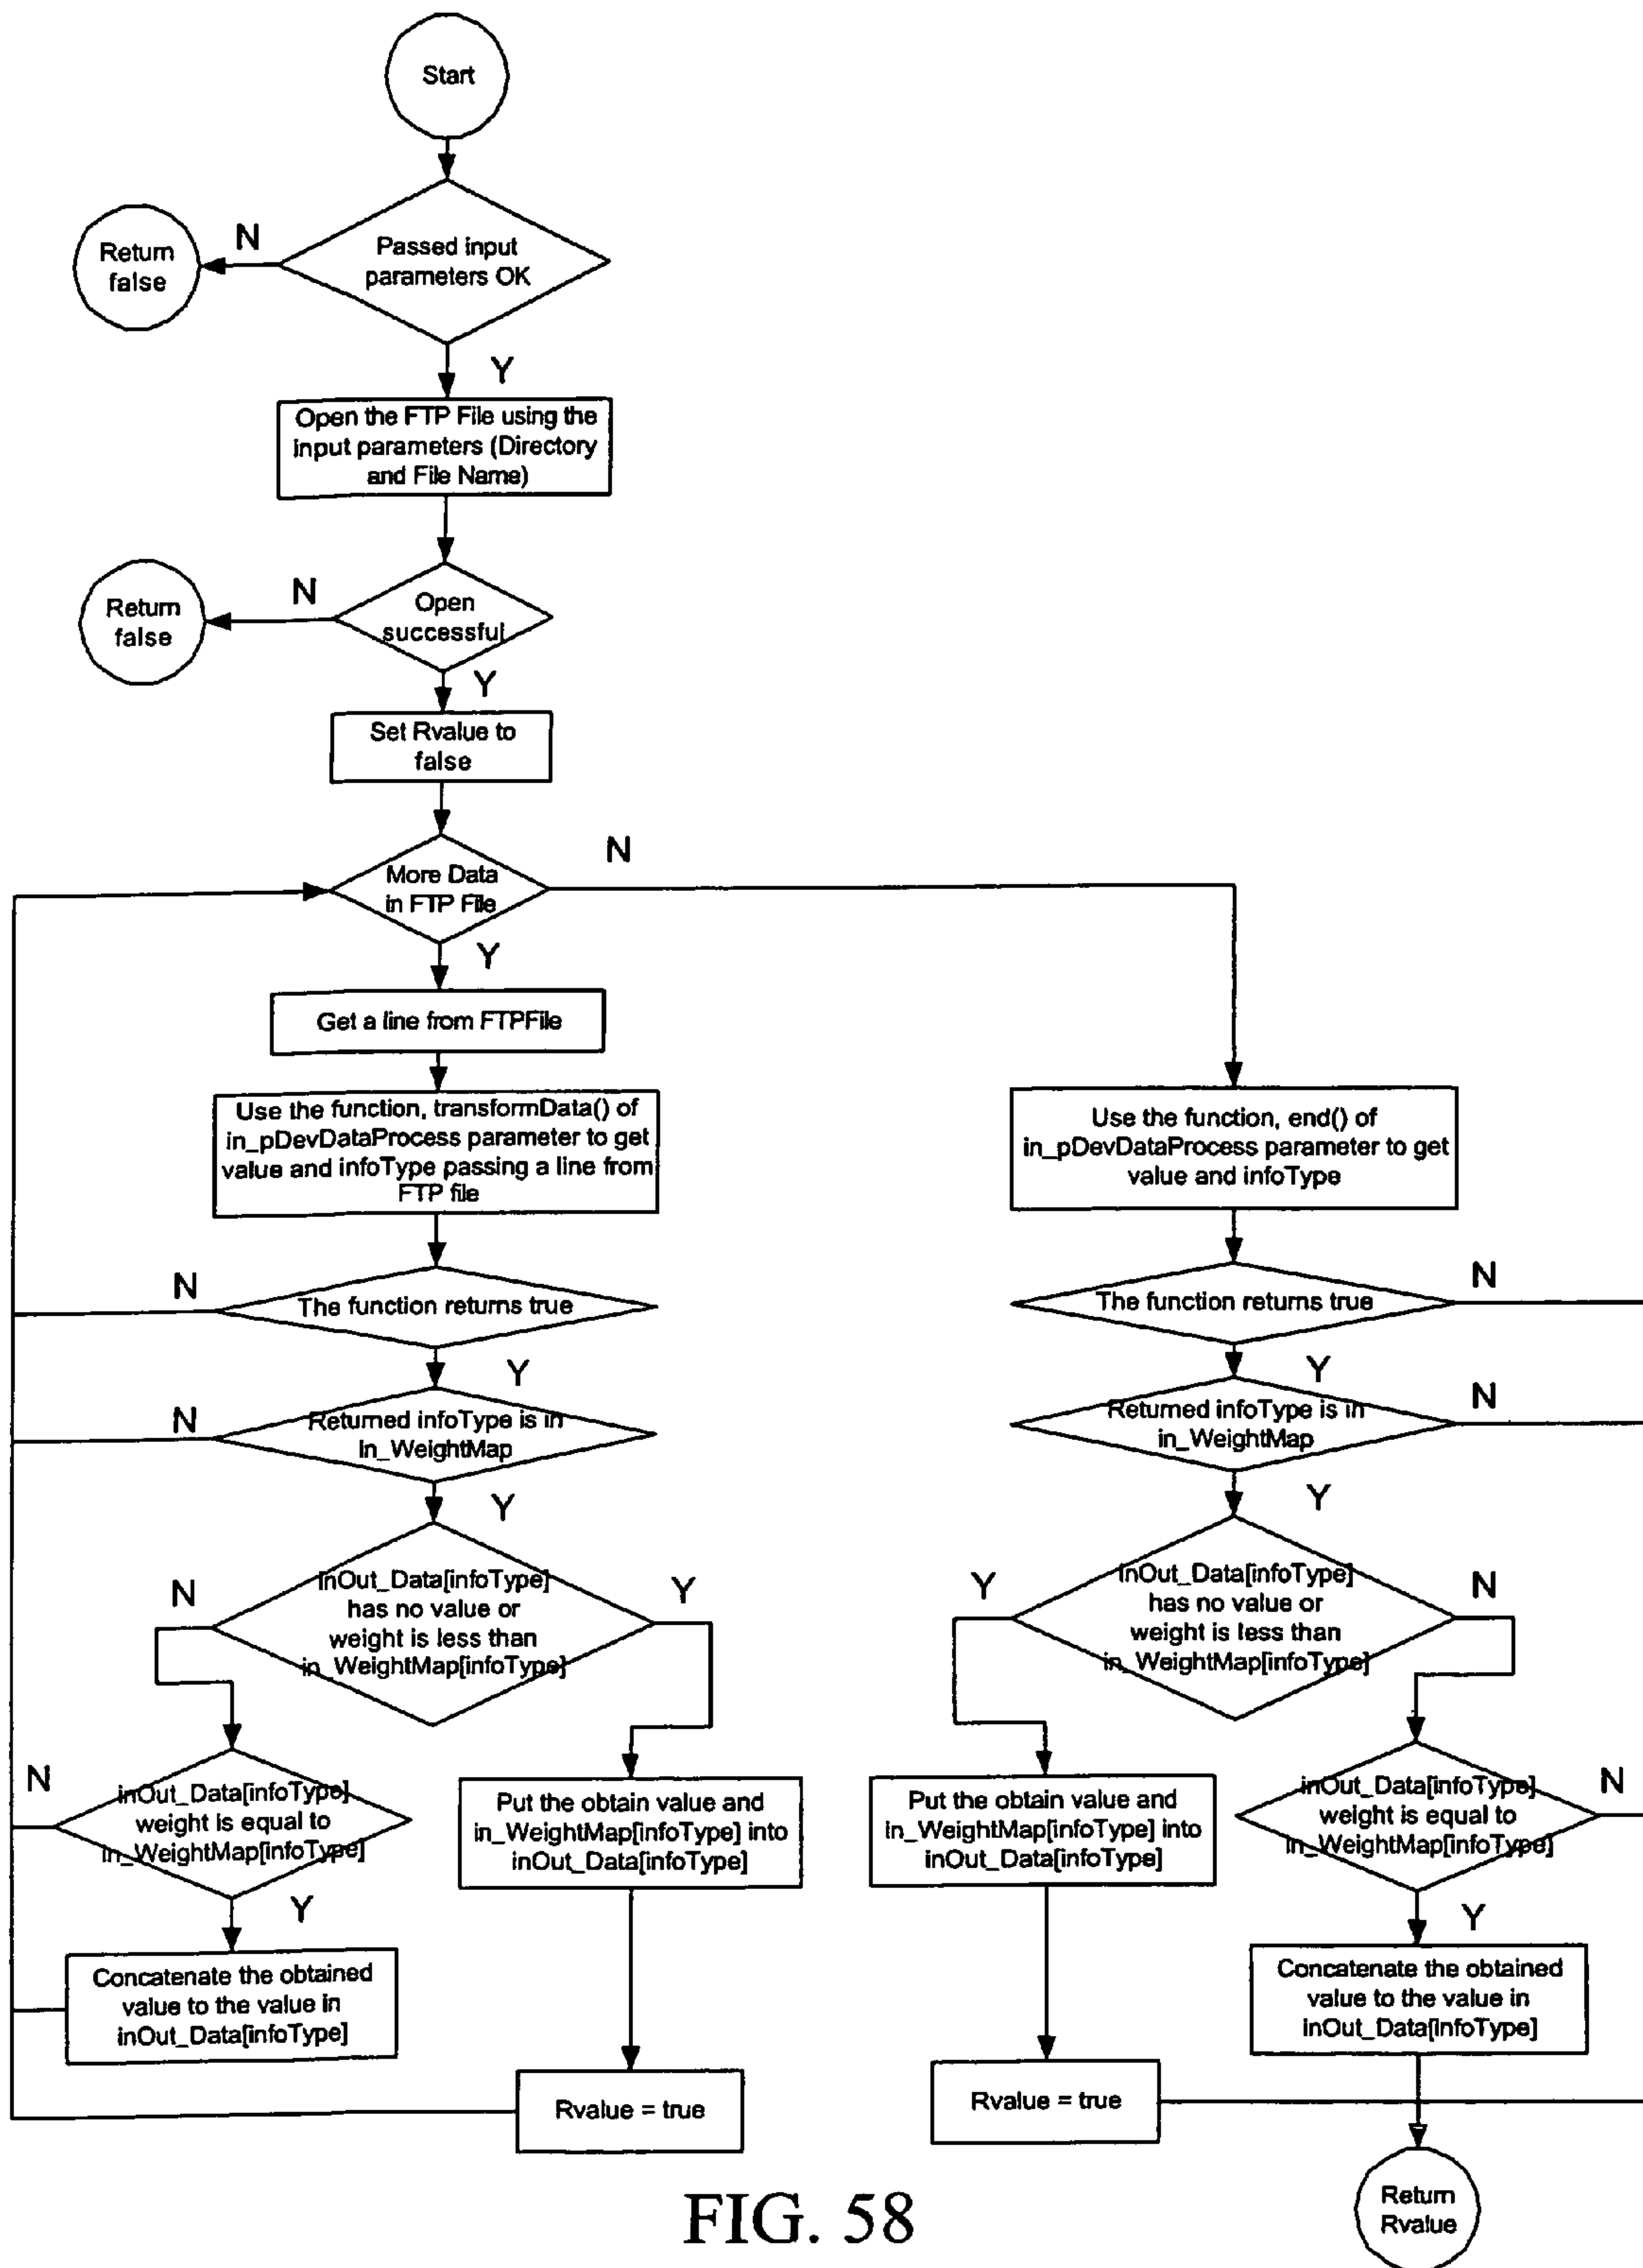 Start
Passed input
parameters OK
N
Return
false
Y
Open the FTP File using the
input parameters (Directory
and File Name)
Open
successful
N
Return
false
Y
Set Rvalue to
false
More Data
in FTP File
N
Y
Get a line from FTPFile
Use the function, transformData() of
in_pDevDataProcess parameter to get
value and infoType passing a line from
FTP file
The function returns true
N
Y
Returned infoType is in
in_WeightMap
N
Y
inOut_Data[infoType]
has no value or
weight is less than
in_WeightMap[infoType]
N
Y
inOut_Data[infoType]
weight is equal to
in_WeightMap[infoType]
N
Y
Concatenate the obtained
value to the value in
inOut_Data[infoType]
Put the obtain value and
in_WeightMap[infoType] into
inOut_Data[infoType]
Rvalue = true
Use the function, end() of
in_pDevDataProcess parameter to get
value and infoType
The function returns true
N
Y
Returned infoType is in
in_WeightMap
N
Y
inOut_Data[infoType]
has no value or
weight is less than
in_WeightMap[infoType]
Y
N
Put the obtain value and
in_WeightMap[infoType] into
inOut_Data[infoType]
Rvalue = true
inOut_Data[infoType]
weight is equal to
in_WeightMap[infoType]
N
Y
Concatenate the obtained
value to the value in
inOut_Data[infoType]
Return
Rvalue
FIG. 58